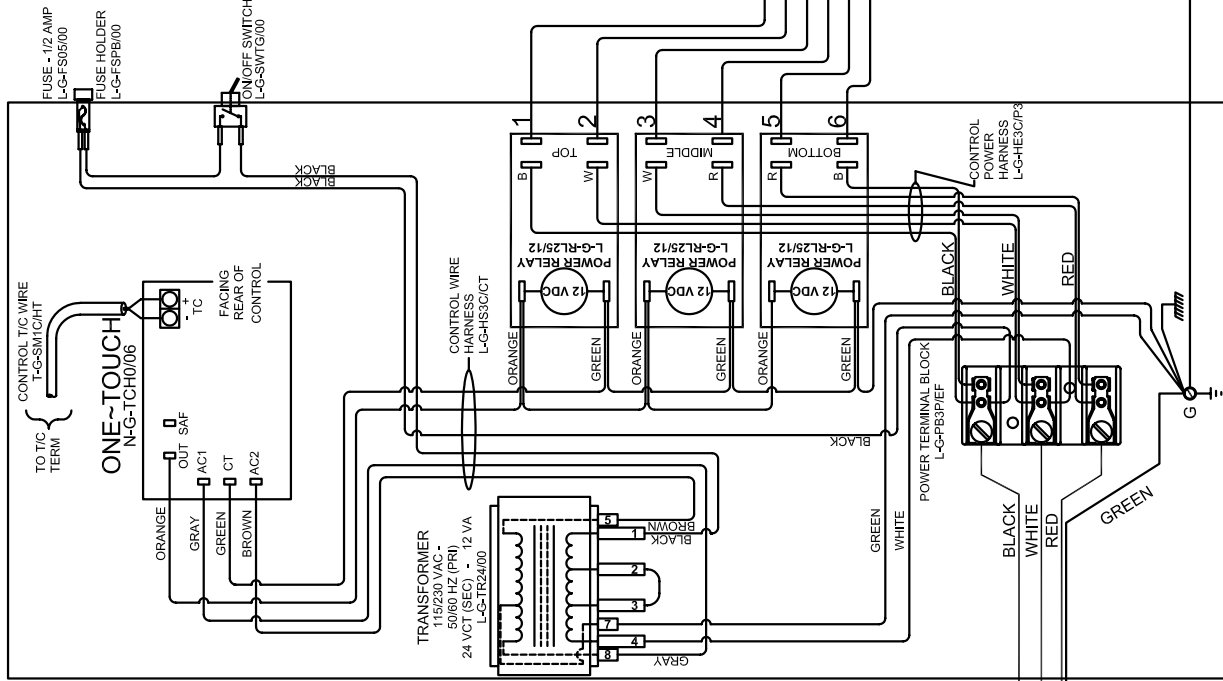 FUSE - 1/2 AMP
L-G-FS05/00
FUSE HOLDER
L-G-FSPB/00
ON/OFF SWITCH
L-G-SWTG/00
BLACK
BLACK
CONTROL T/C WIRE
T-G-SM1C/HT
TO T/C
TERM
ONE~TOUCH
N-G-TCH0/06
- +
TC
FACING
REAR OF
CONTROL
SAF
OUT
AC1
CT
AC2
ORANGE
GRAY
GREEN
BROWN
CONTROL WIRE
HARNESS
L-G-HS3C/CT
1
2
3
4
5
6
TOP
MIDDLE
BOTTOM
B
W
W
R
R
B
POWER RELAY
L-G-RL25/12
POWER RELAY
L-G-RL25/12
POWER RELAY
L-G-RL25/12
12 VDC
12 VDC
12 VDC
ORANGE
GREEN
ORANGE
GREEN
ORANGE
GREEN
CONTROL
POWER
HARNESS
L-G-HE3C/P3
BLACK
WHITE
RED
BLACK
TRANSFORMER
115/230 VAC -
50/60 HZ (PRI)
24 VCT (SEC) - 12 VA
L-G-TR24/00
5
1
2
3
7
4
8
BROWN
BLACK
GRAY
GREEN
WHITE
POWER TERMINAL BLOCK
L-G-PB3P/EF
BLACK
WHITE
RED
GREEN
G